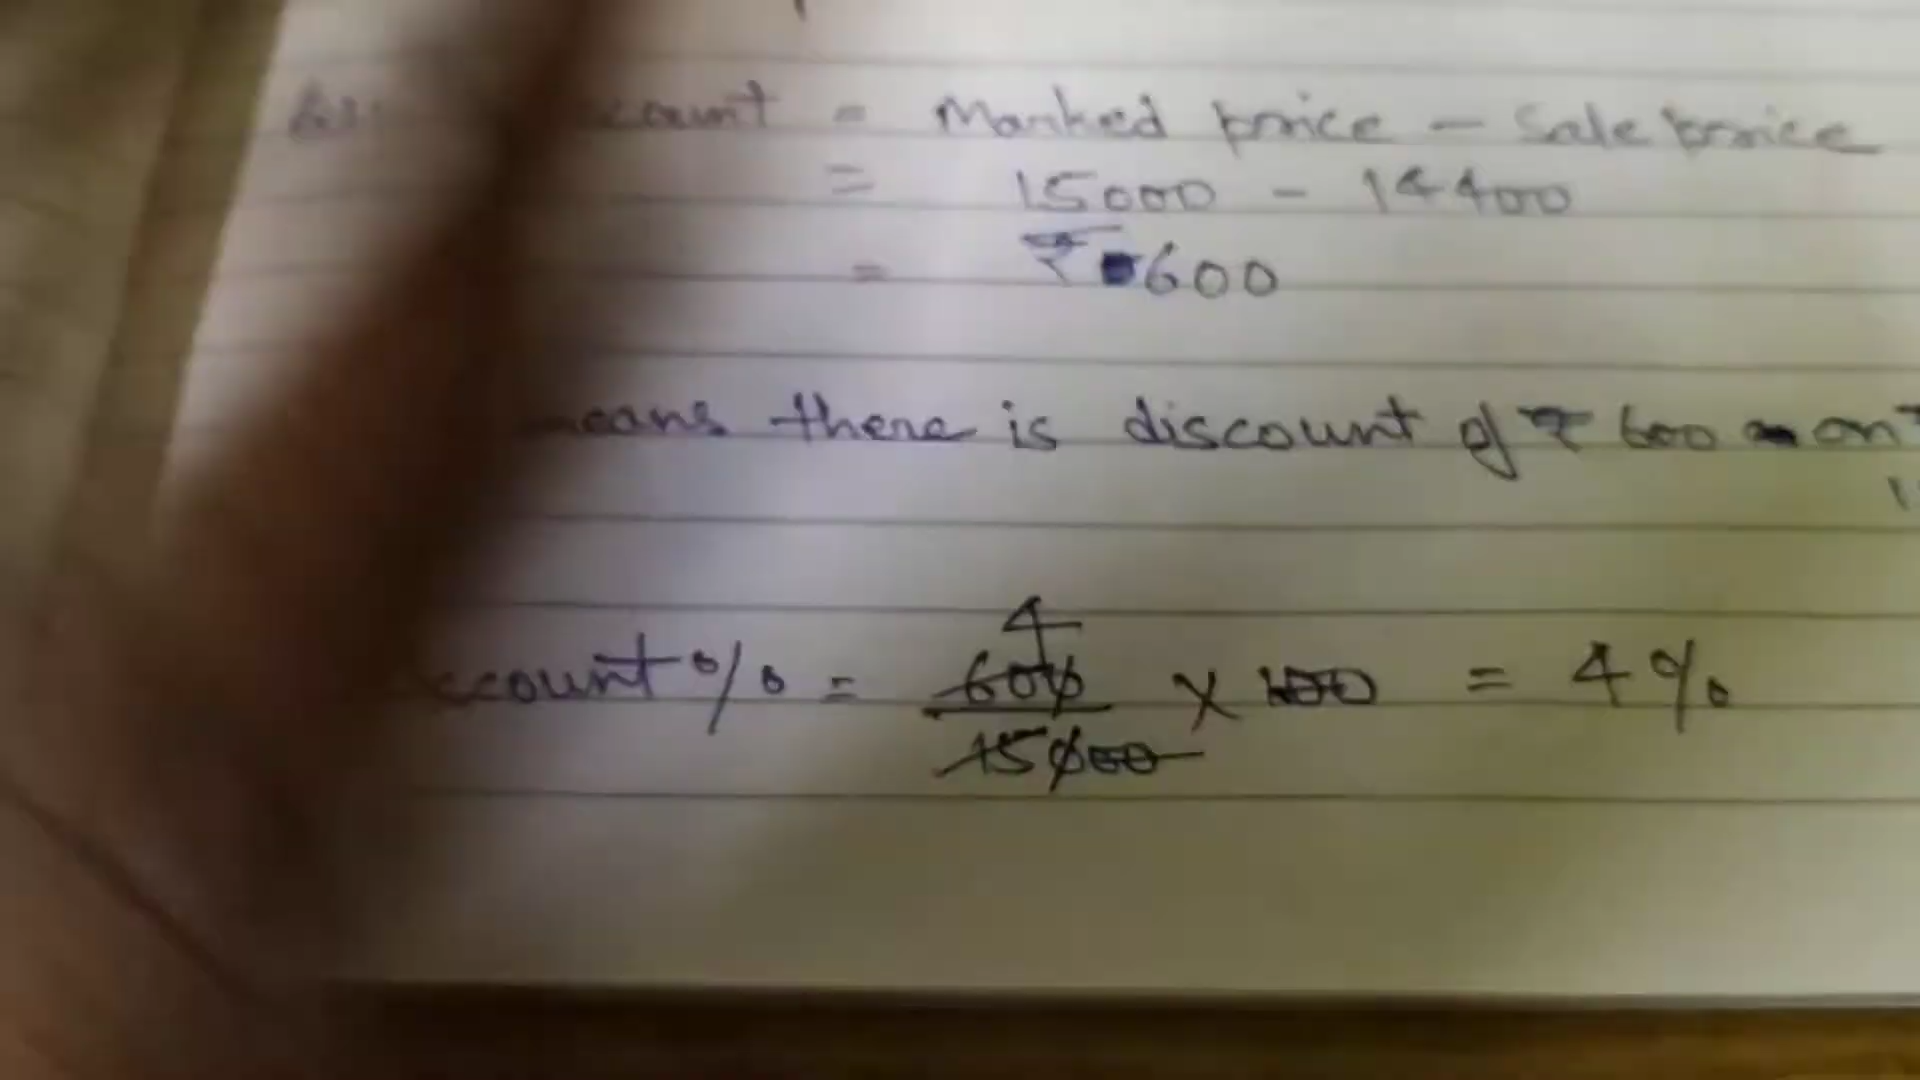 count = Marked price - Sale price
= 15000 - 14400
= ₹ 600
means there is discount of ₹ 600 on
4
count % = 600/15000 × 100 = 4%